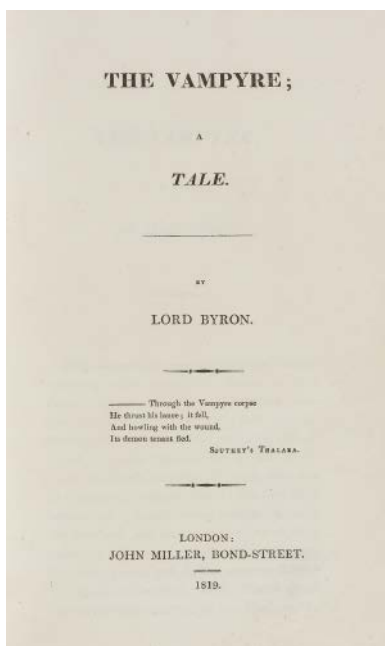 THE VAMPYRE;
A
TALE.
BY
LORD BYRON.
——— Through the Vampyre corpse
He thrust his lance; it fell,
And howling with the wound,
Its demon tenant fled.
SOUTHEY'S THALABA.
LONDON:
JOHN MILLER, BOND-STREET.
1819.